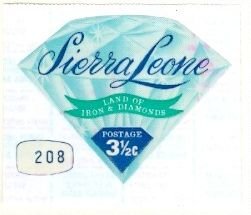 Sierra Leone
LAND OF
IRON & DIAMONDS
POSTAGE
3½c
208